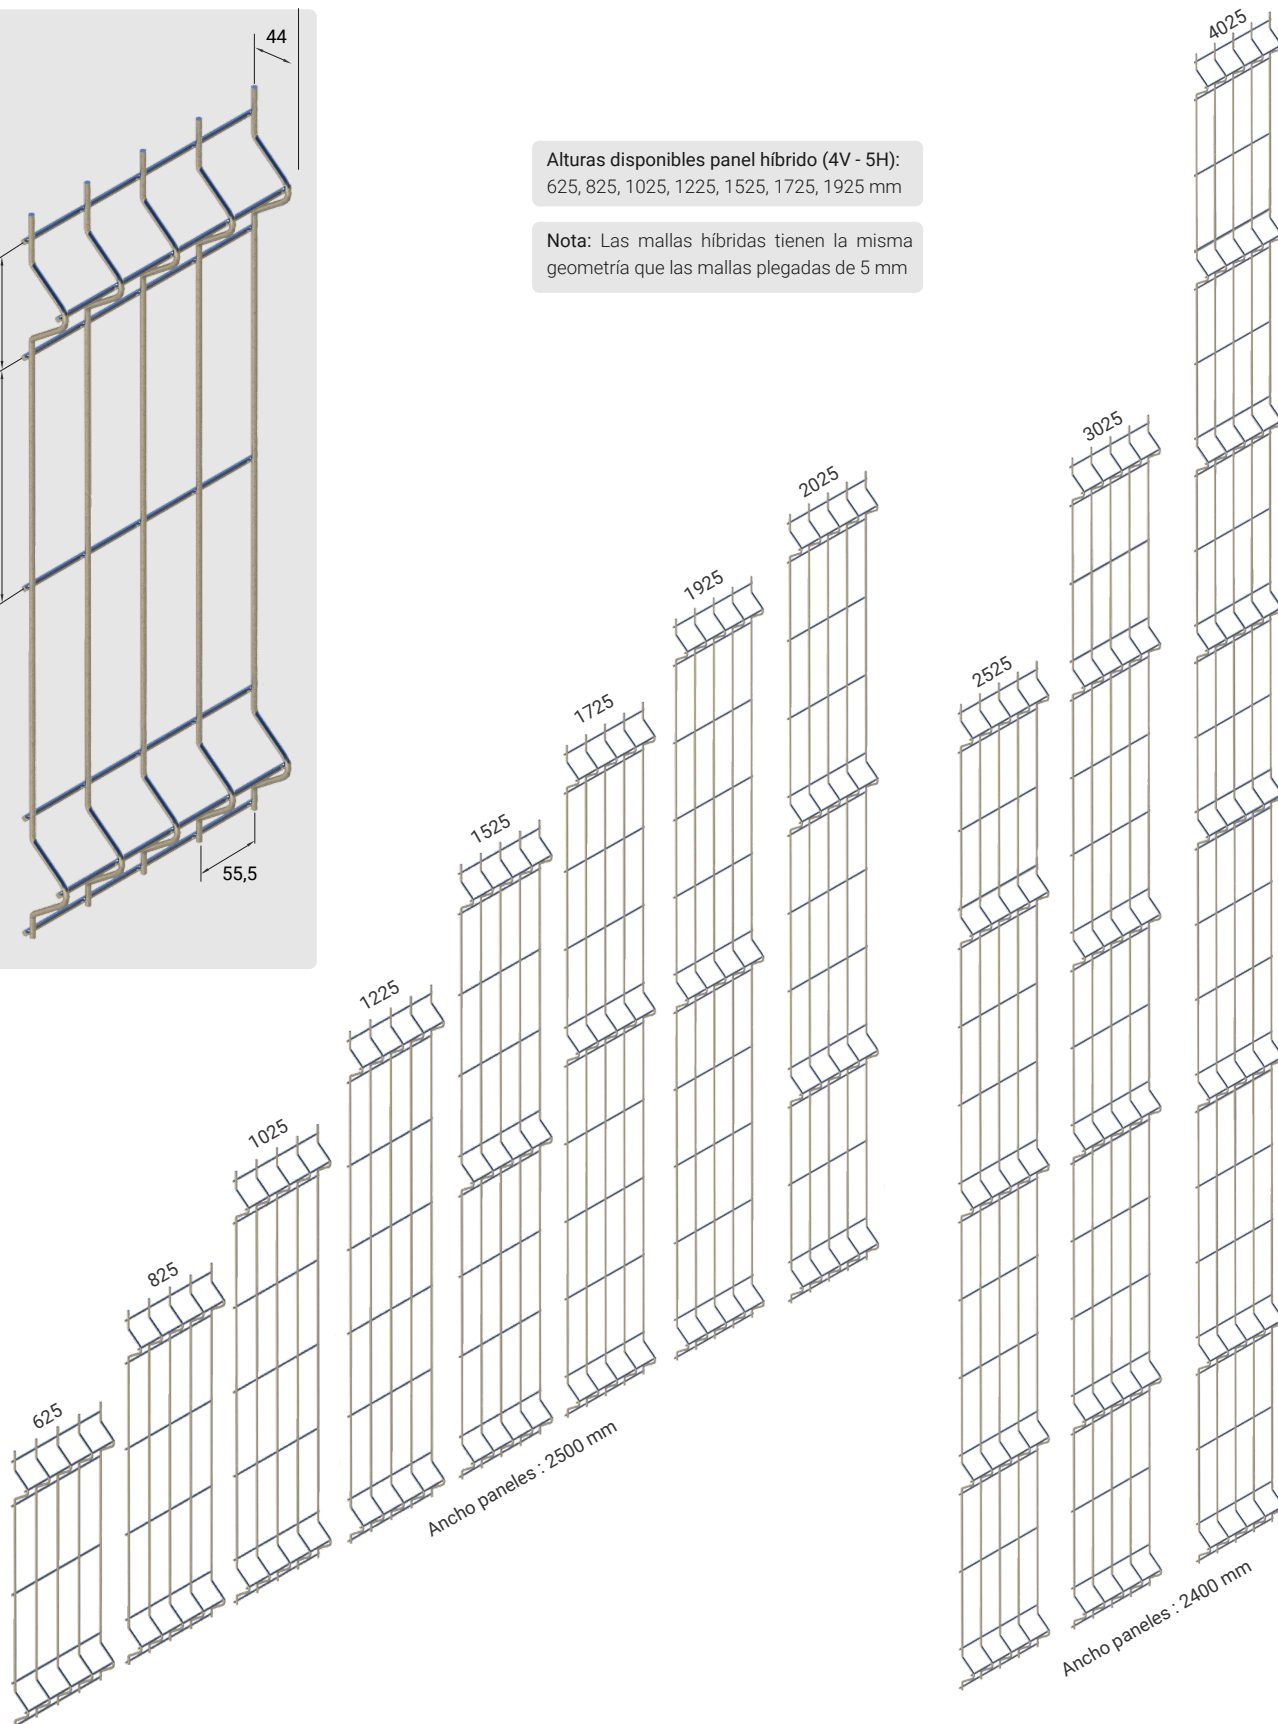 44
55,5
Alturas disponibles panel híbrido (4V - 5H):
625, 825, 1025, 1225, 1525, 1725, 1925 mm
Nota: Las mallas híbridas tienen la misma
geometría que las mallas plegadas de 5 mm
625
825
1025
1225
1525
1725
1925
2025
2525
3025
4025
Ancho paneles : 2500 mm
Ancho paneles : 2400 mm